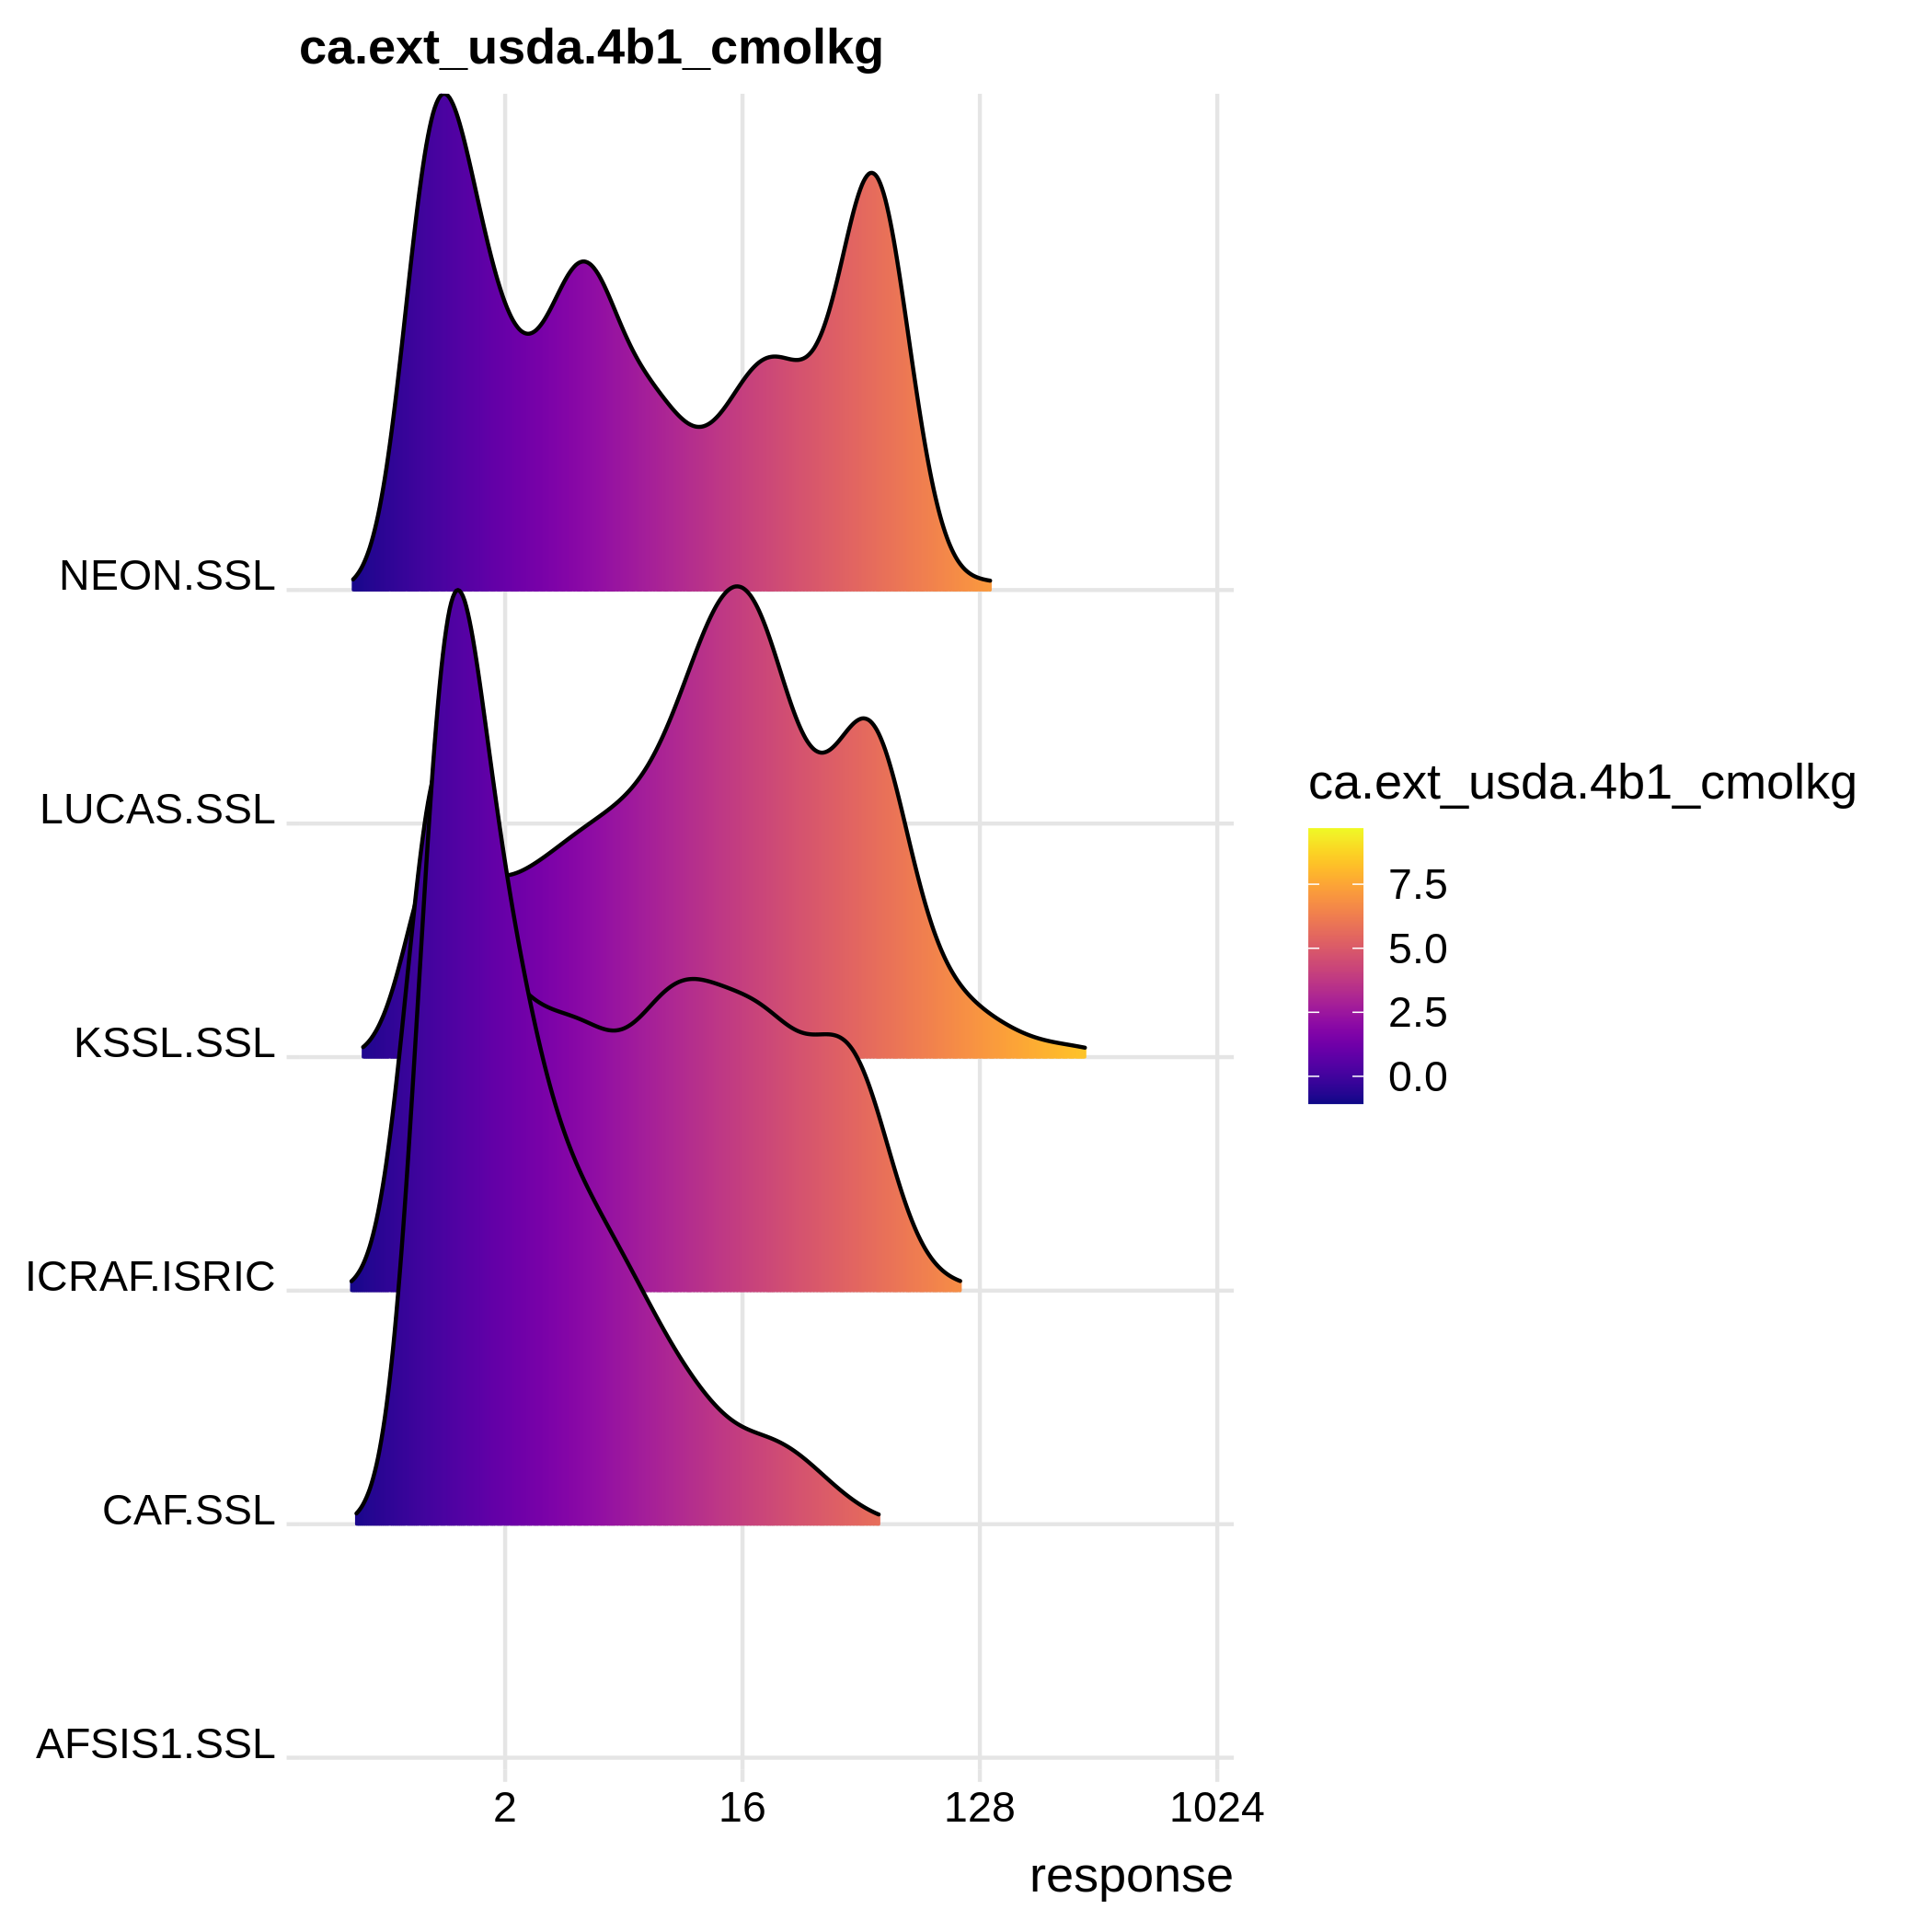 ca.ext_usda.4b1_cmolkg
NEON.SSL
LUCAS.SSL
KSSL.SSL
ICRAF.ISRIC
CAF.SSL
AFSIS1.SSL
2 16 128 1024
response
ca.ext_usda.4b1_cmolkg
7.5
5.0
2.5
0.0